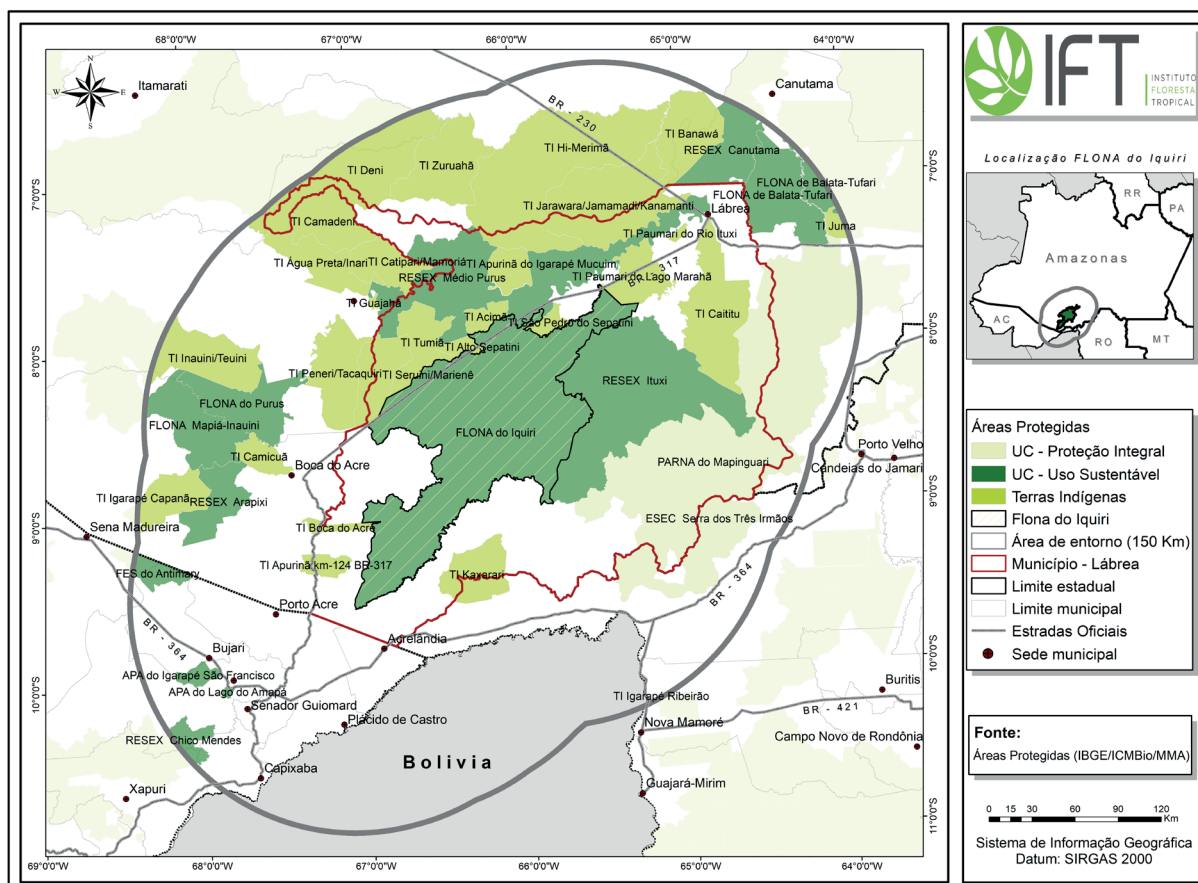 68°0'0"W
67°0'0"W
66°0'0"W
65°0'0"W
64°0'0"W
N
W
E
S
Itamarati
Canutama
BR - 230
TI Banawá
RESEX Canutama
TI Hi-Merimã
TI Zuruahã
TI Deni
FLONA de Balata-Tufari
FLONA de Balata-Tufari
7°0'0"S
7°0'0"S
TI Jarawara/Jamamadi/Kanamanti
Lábrea
TI Camadeni
TI Paumari do Rio Ituxi
TI Juma
TI Água Preta/Inari
TI Catipari/Mamoriá
TI Apurinã do Igarapé Mucuim
RESEX Médio Purus
TI Paumari do Lago Marahã
BR - 317
TI Guajahã
TI Acimã
TI São Pedro do Sepatini
TI Caititu
8°0'0"S
8°0'0"S
TI Tumiã
TI Alto Sepatini
TI Inauini/Teuini
TI Peneri/Tacaquiri
TI Seruini/Marienê
RESEX Ituxi
FLONA do Purus
FLONA Mapiá-Inauini
FLONA do Iquiri
TI Camicuã
Boca do Acre
PARNA do Mapinguari
Porto Velho
Candeias do Jamari
TI Igarapé Capanã
RESEX Arapixi
9°0'0"S
9°0'0"S
Sena Madureira
TI Boca do Acre
ESEC Serra dos Três Irmãos
FES do Antimary
TI Apurinã km-124 BR-317
TI Kaxarari
BR - 364
Porto Acre
BR - 364
Acrelândia
Bujari
10°0'0"S
10°0'0"S
APA do Igarapé São Francisco
APA do Lago do Amapá
Senador Guiomard
TI Igarapé Ribeirão
Buritis
Plácido de Castro
BR - 421
Nova Mamoré
RESEX Chico Mendes
Campo Novo de Rondônia
Bolivia
Capixaba
Xapuri
Guajará-Mirim
11°0'0"S
69°0'0"W
68°0'0"W
67°0'0"W
66°0'0"W
65°0'0"W
64°0'0"W
IFT
INSTITUTO
FLORESTA
TROPICAL
Localização FLONA do Iquiri
RR
PA
Amazonas
AC
RO
MT
Áreas Protegidas
UC - Proteção Integral
UC - Uso Sustentável
Terras Indígenas
Flona do Iquiri
Área de entorno (150 Km)
Município - Lábrea
Limite estadual
Limite municipal
Estradas Oficiais
Sede municipal
Fonte:
Áreas Protegidas (IBGE/ICMBio/MMA)
0 15 30 60 90 120
Km
Sistema de Informação Geográfica
Datum: SIRGAS 2000